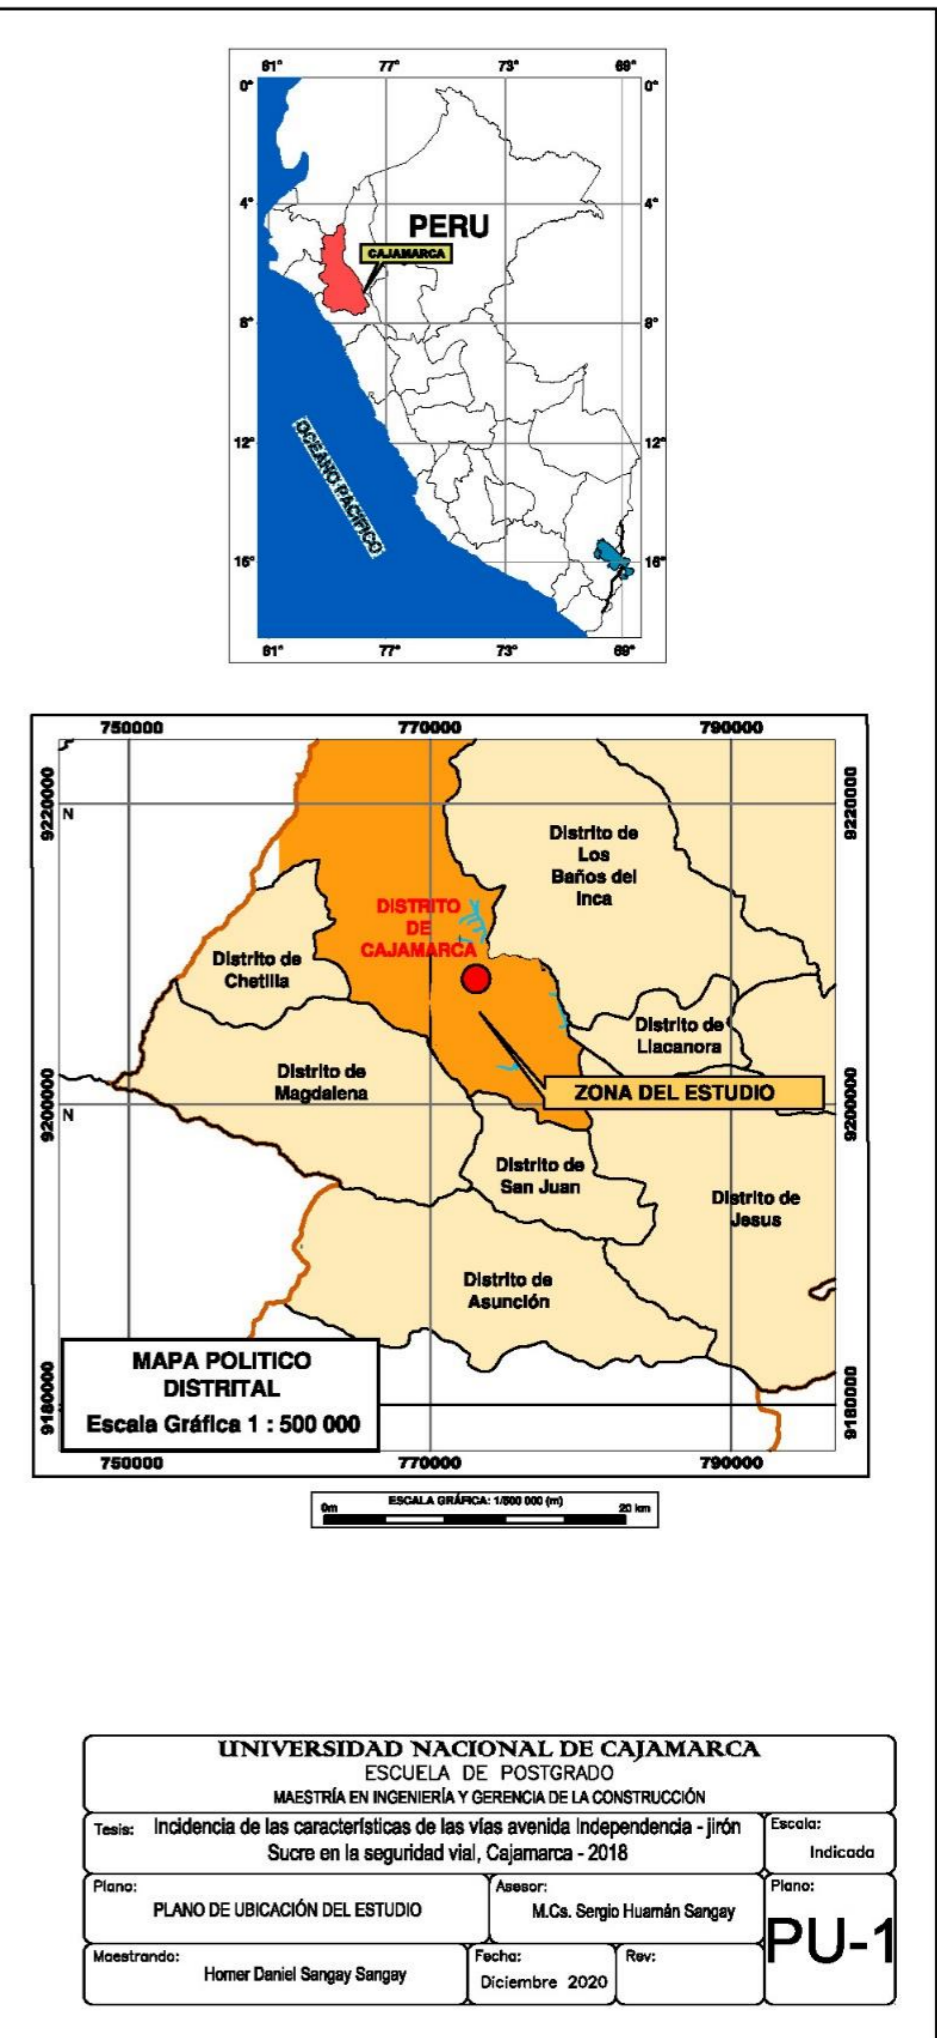 81° 77° 73° 69°
0° 0°
4° 4°
PERU
CAJAMARCA
8° 8°
OCEANO PACIFICO
12° 12°
16° 16°
81° 77° 73° 69°
750000 770000 790000
9220000 9220000
N
Distrito de
Los
Baños del
Inca
DISTRITO
DE
CAJAMARCA
Distrito de
Chetilla
Distrito de
Llacanora
Distrito de
Magdalena
ZONA DEL ESTUDIO
9200000 9200000
N
Distrito de
San Juan
Distrito de
Jesus
Distrito de
Asunción
MAPA POLITICO
DISTRITAL
Escala Gráfica 1 : 500 000
9180000 9180000
750000 770000 790000
ESCALA GRÁFICA: 1/500 000 (m)
0m 20 km
UNIVERSIDAD NACIONAL DE CAJAMARCA
ESCUELA DE POSTGRADO
MAESTRÍA EN INGENIERÍA Y GERENCIA DE LA CONSTRUCCIÓN
Tesis: Incidencia de las características de las vías avenida Independencia - jirón
Sucre en la seguridad vial, Cajamarca - 2018
Escala:
Indicada
Plano:
PLANO DE UBICACIÓN DEL ESTUDIO
Asesor:
M.Cs. Sergio Huamán Sangay
Plano:
PU-1
Maestrando:
Homer Daniel Sangay Sangay
Fecha:
Diciembre 2020
Rev: